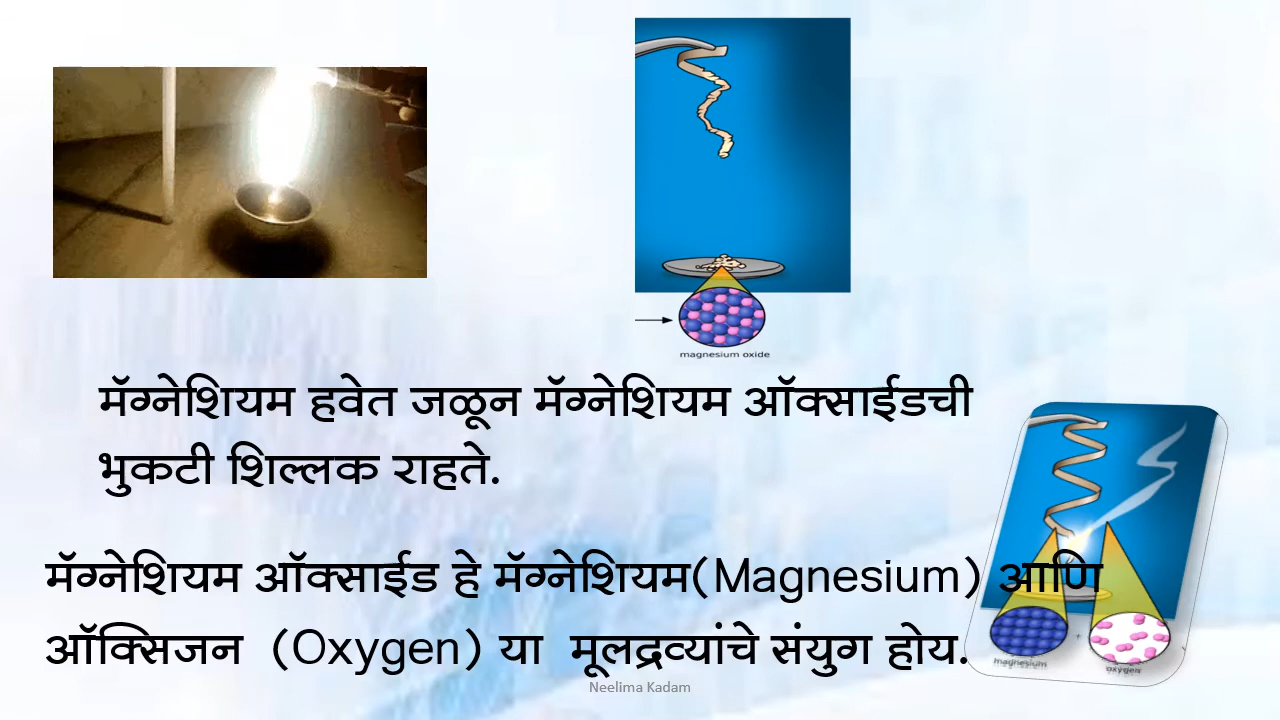 magnesium oxide
मॅग्नेशियम हवेत जळून मॅग्नेशियम ऑक्साईडची
भुकटी शिल्लक राहते.
मॅग्नेशियम ऑक्साईड हे मॅग्नेशियम(Magnesium) आणि
ऑक्सिजन (Oxygen) या मूलद्रव्यांचे संयुग होय.
magnesium + oxygen
Neelima Kadam